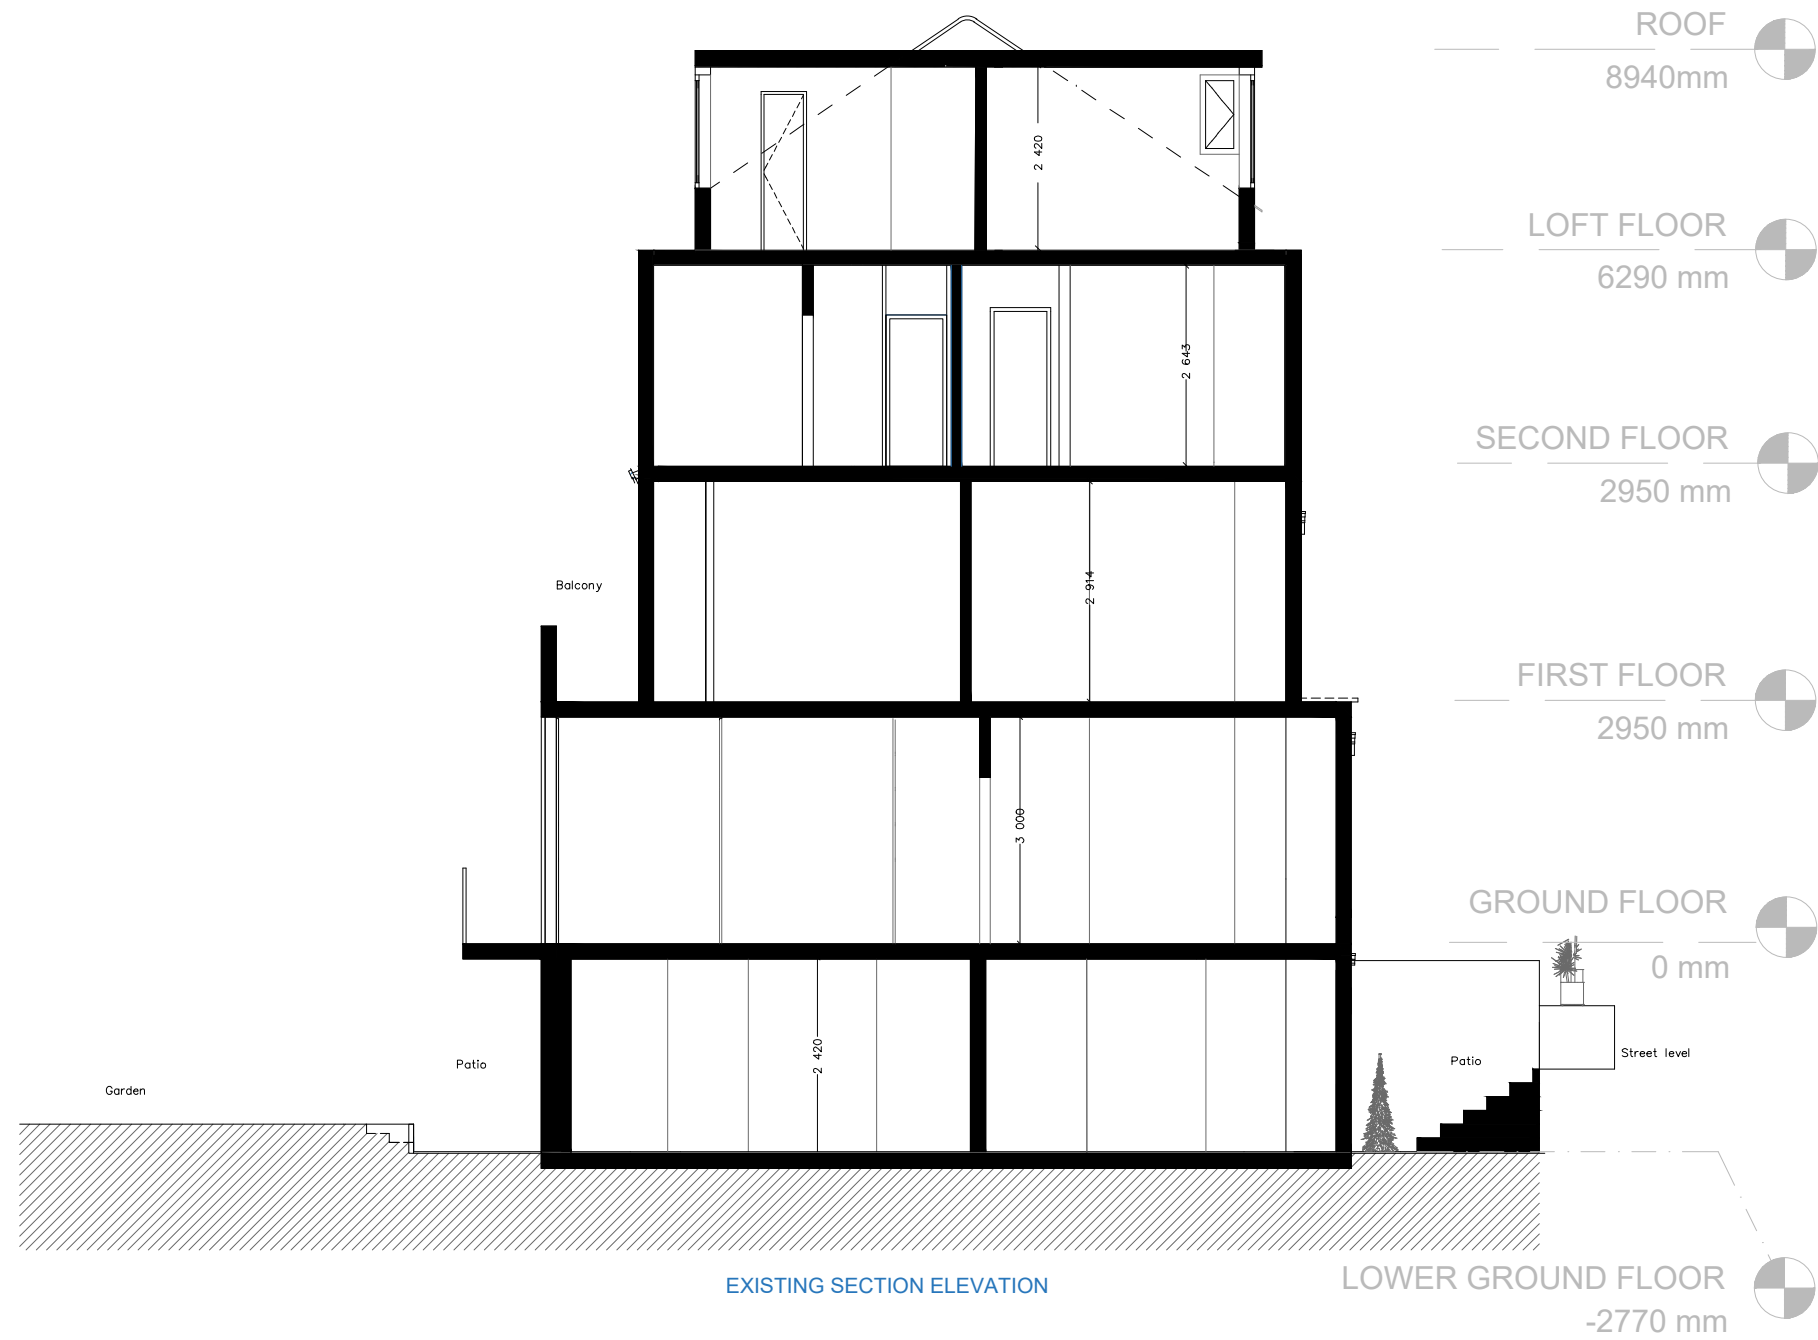 ROOF
8940mm
2 420
LOFT FLOOR
6290 mm
2 643
SECOND FLOOR
2950 mm
Balcony
2 914
FIRST FLOOR
2950 mm
3 000
GROUND FLOOR
0 mm
2 420
Patio
Garden
Patio
Street level
EXISTING SECTION ELEVATION
LOWER GROUND FLOOR
-2770 mm